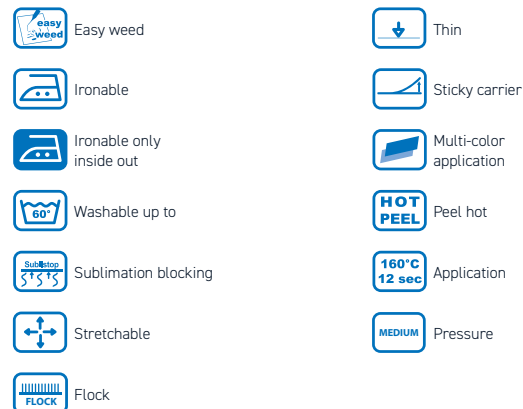 easy
weed
Easy weed
Ironable
Ironable only
inside out
60°
Washable up to
Sublistop
Sublimation blocking
Stretchable
FLOCK
Flock
Thin
Sticky carrier
Multi-color
application
HOT
PEEL
Peel hot
160°C
12 sec
Application
MEDIUM
Pressure